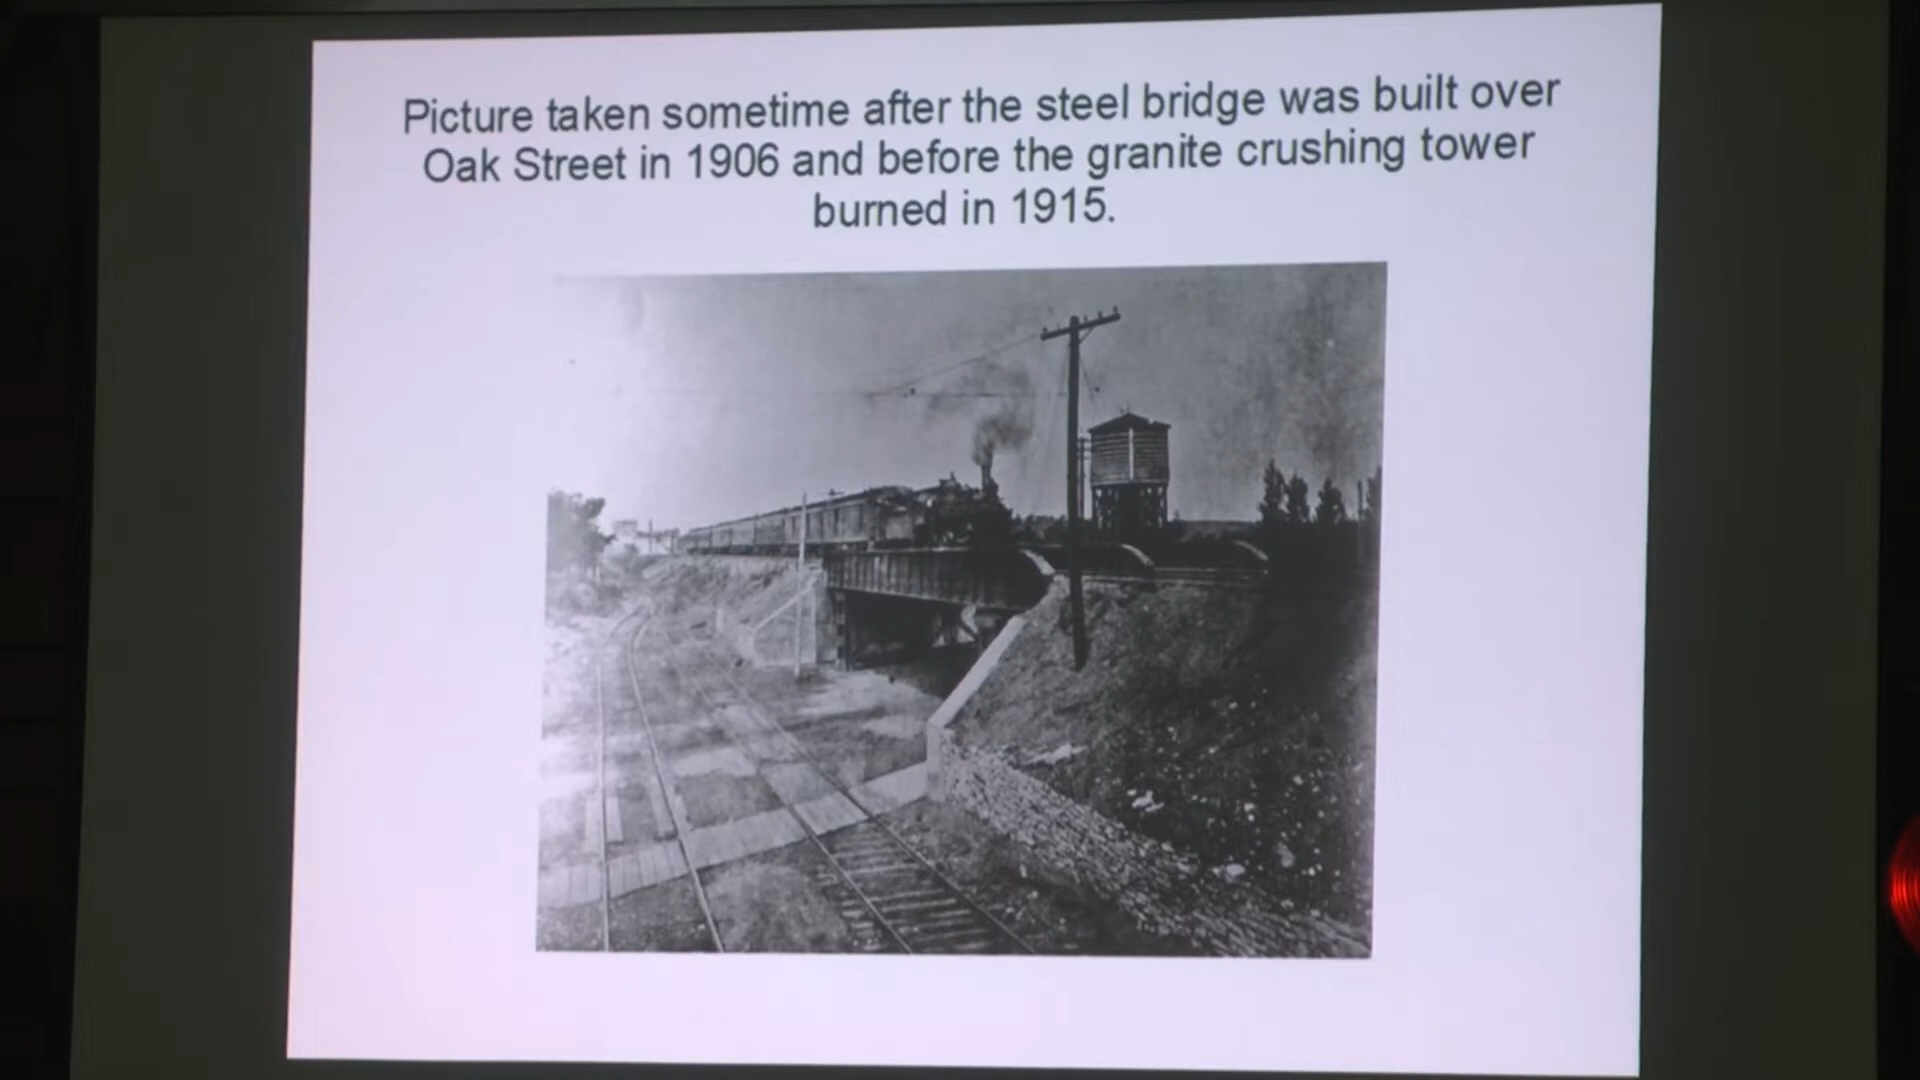 Picture taken sometime after the steel bridge was built over
Oak Street in 1906 and before the granite crushing tower
burned in 1915.